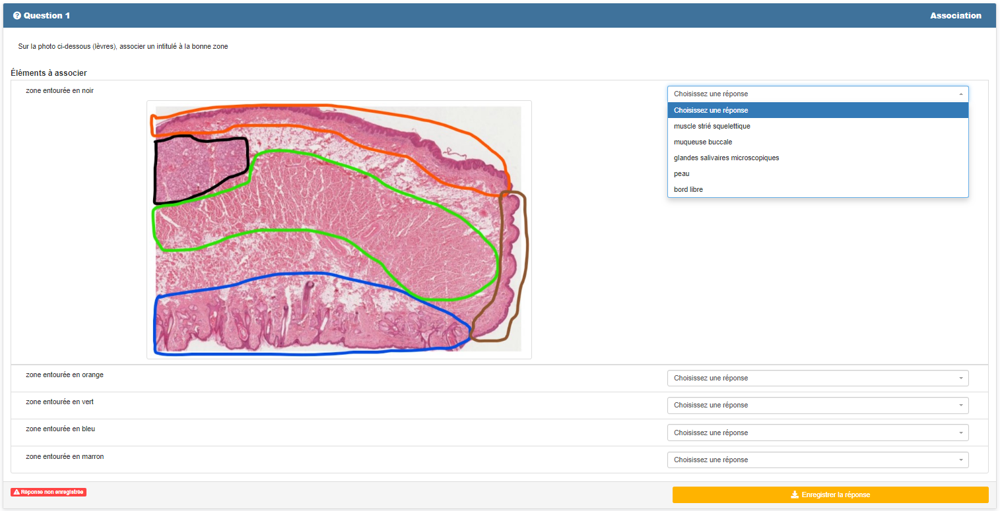 Question 1
Association
Sur la photo ci-dessous (lèvres), associer un intitulé à la bonne zone
Éléments à associer
zone entourée en noir
Choisissez une réponse
Choisissez une réponse
muscle strié squelettique
muqueuse buccale
glandes salivaires microscopiques
peau
bord libre
zone entourée en orange
Choisissez une réponse
zone entourée en vert
Choisissez une réponse
zone entourée en bleu
Choisissez une réponse
zone entourée en marron
Choisissez une réponse
Réponse non enregistrée
Enregistrer la réponse